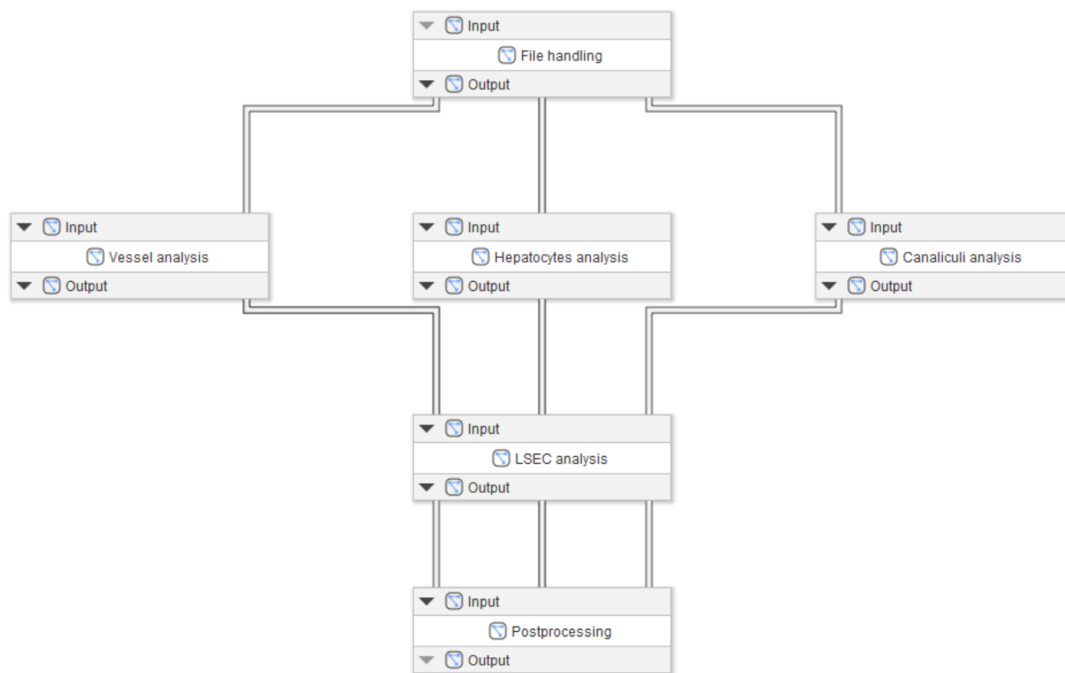 Input
File handling
Output
Input
Vessel analysis
Output
Input
Hepatocytes analysis
Output
Input
Canaliculi analysis
Output
Input
LSEC analysis
Output
Input
Postprocessing
Output